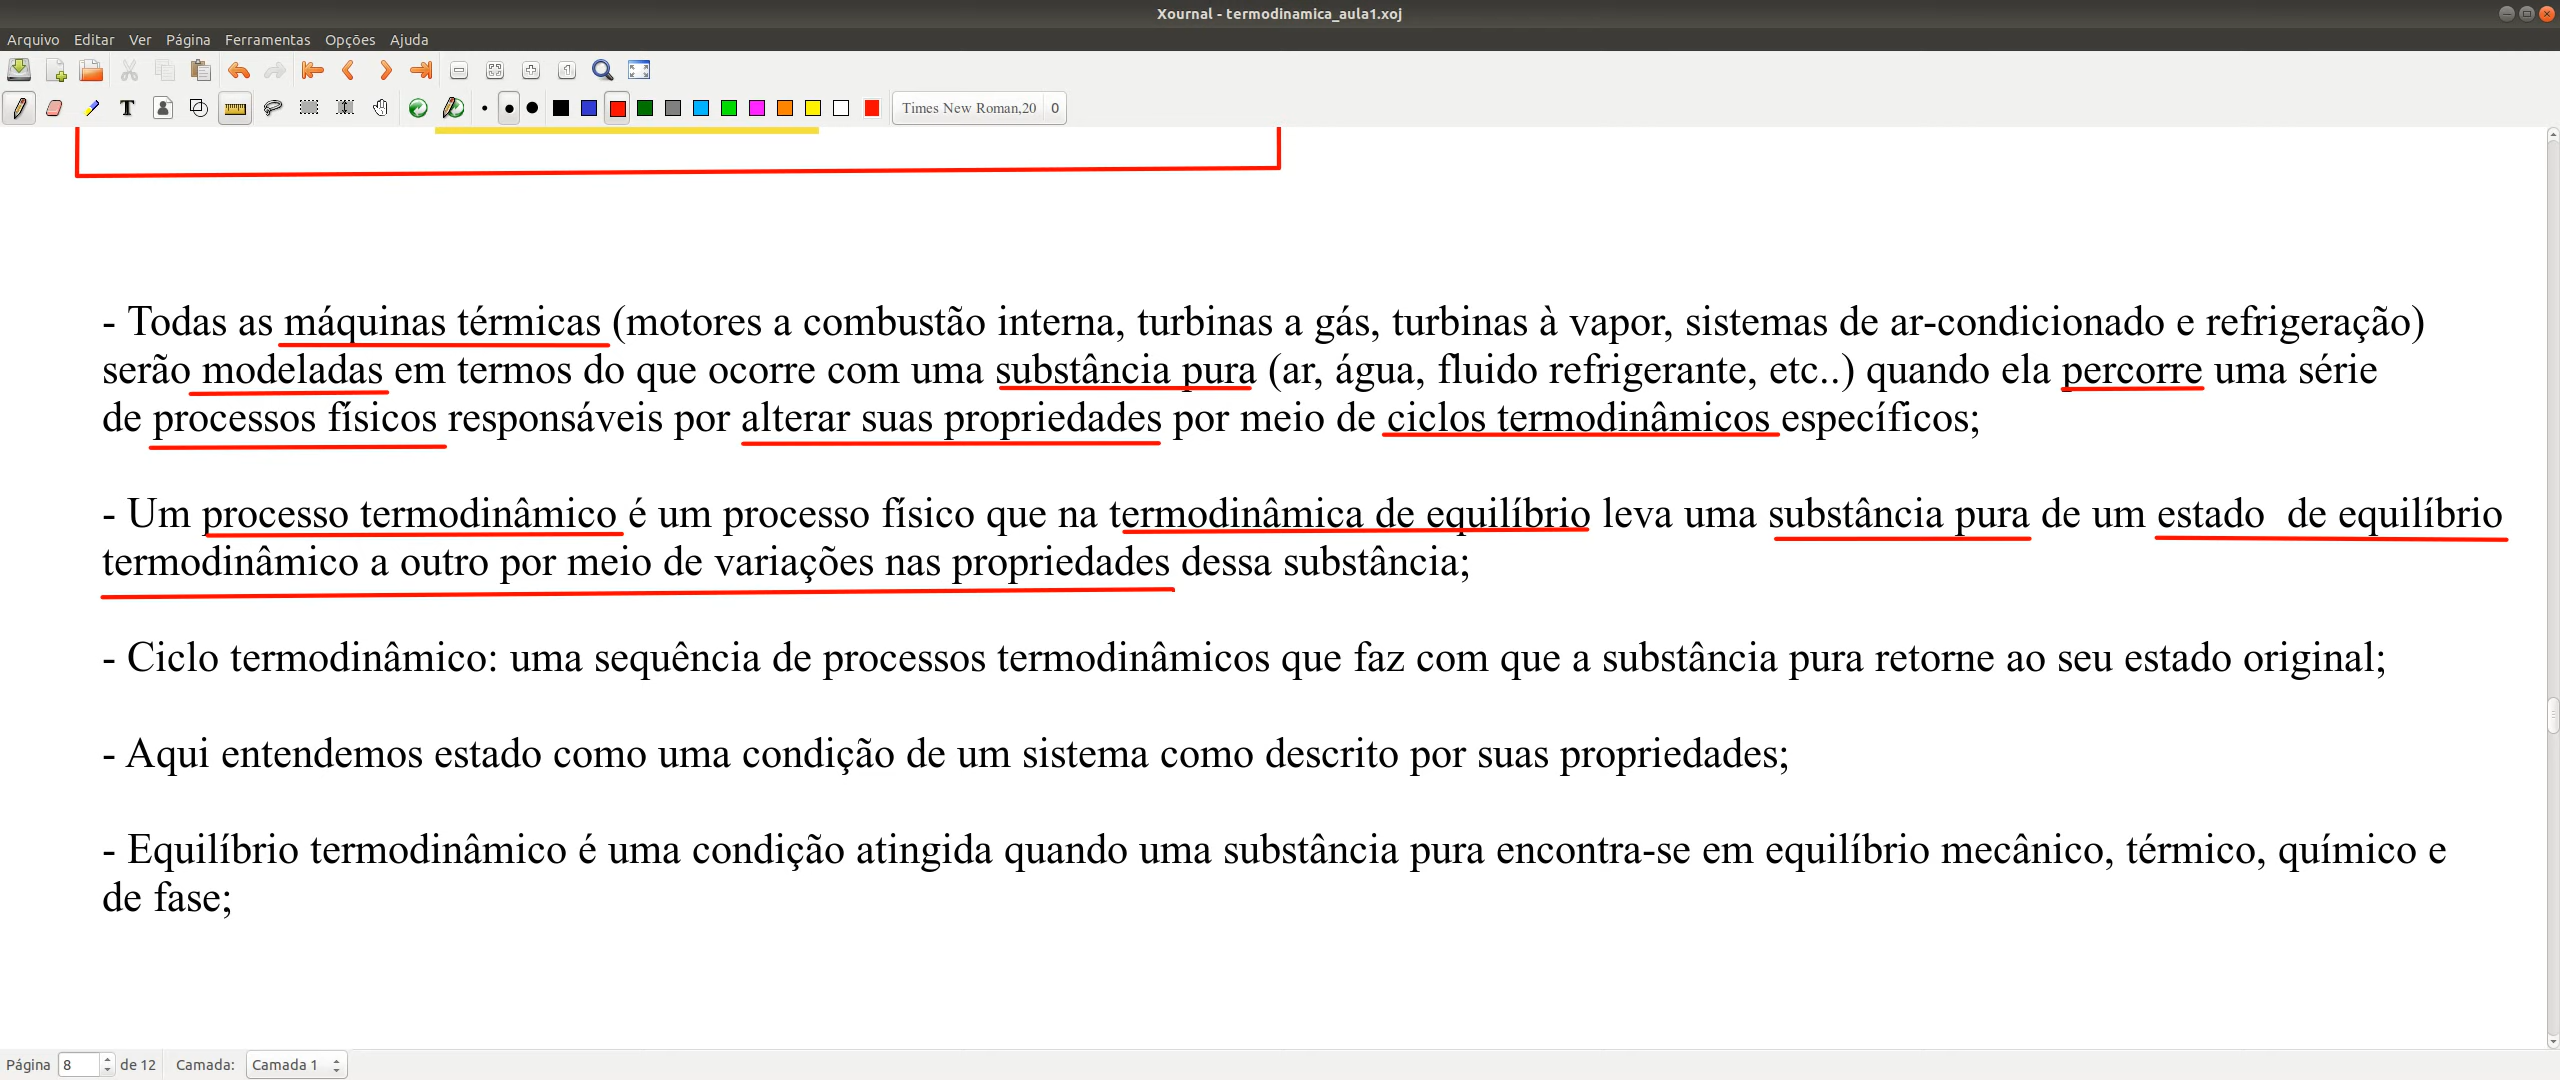 Xournal - termodinamica_aula1.xoj
Arquivo Editar Ver Página Ferramentas Opções Ajuda
Times New Roman,20 0
- Todas as máquinas térmicas (motores a combustão interna, turbinas a gás, turbinas à vapor, sistemas de ar-condicionado e refrigeração)
serão modeladas em termos do que ocorre com uma substância pura (ar, água, fluido refrigerante, etc..) quando ela percorre uma série
de processos físicos responsáveis por alterar suas propriedades por meio de ciclos termodinâmicos específicos;
- Um processo termodinâmico é um processo físico que na termodinâmica de equilíbrio leva uma substância pura de um estado  de equilíbrio
termodinâmico a outro por meio de variações nas propriedades dessa substância;
- Ciclo termodinâmico: uma sequência de processos termodinâmicos que faz com que a substância pura retorne ao seu estado original;
- Aqui entendemos estado como uma condição de um sistema como descrito por suas propriedades;
- Equilíbrio termodinâmico é uma condição atingida quando uma substância pura encontra-se em equilíbrio mecânico, térmico, químico e
de fase;
Página 8 de 12 Camada: Camada 1